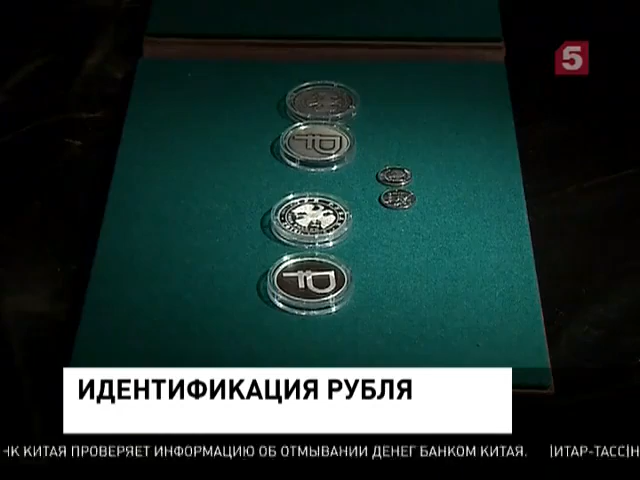 5
ИДЕНТИФИКАЦИЯ РУБЛЯ
НК КИТАЯ ПРОВЕРЯЕТ ИНФОРМАЦИЮ ОБ ОТМЫВАНИИ ДЕНЕГ БАНКОМ КИТАЯ. |ИТАР-ТАСС|Н